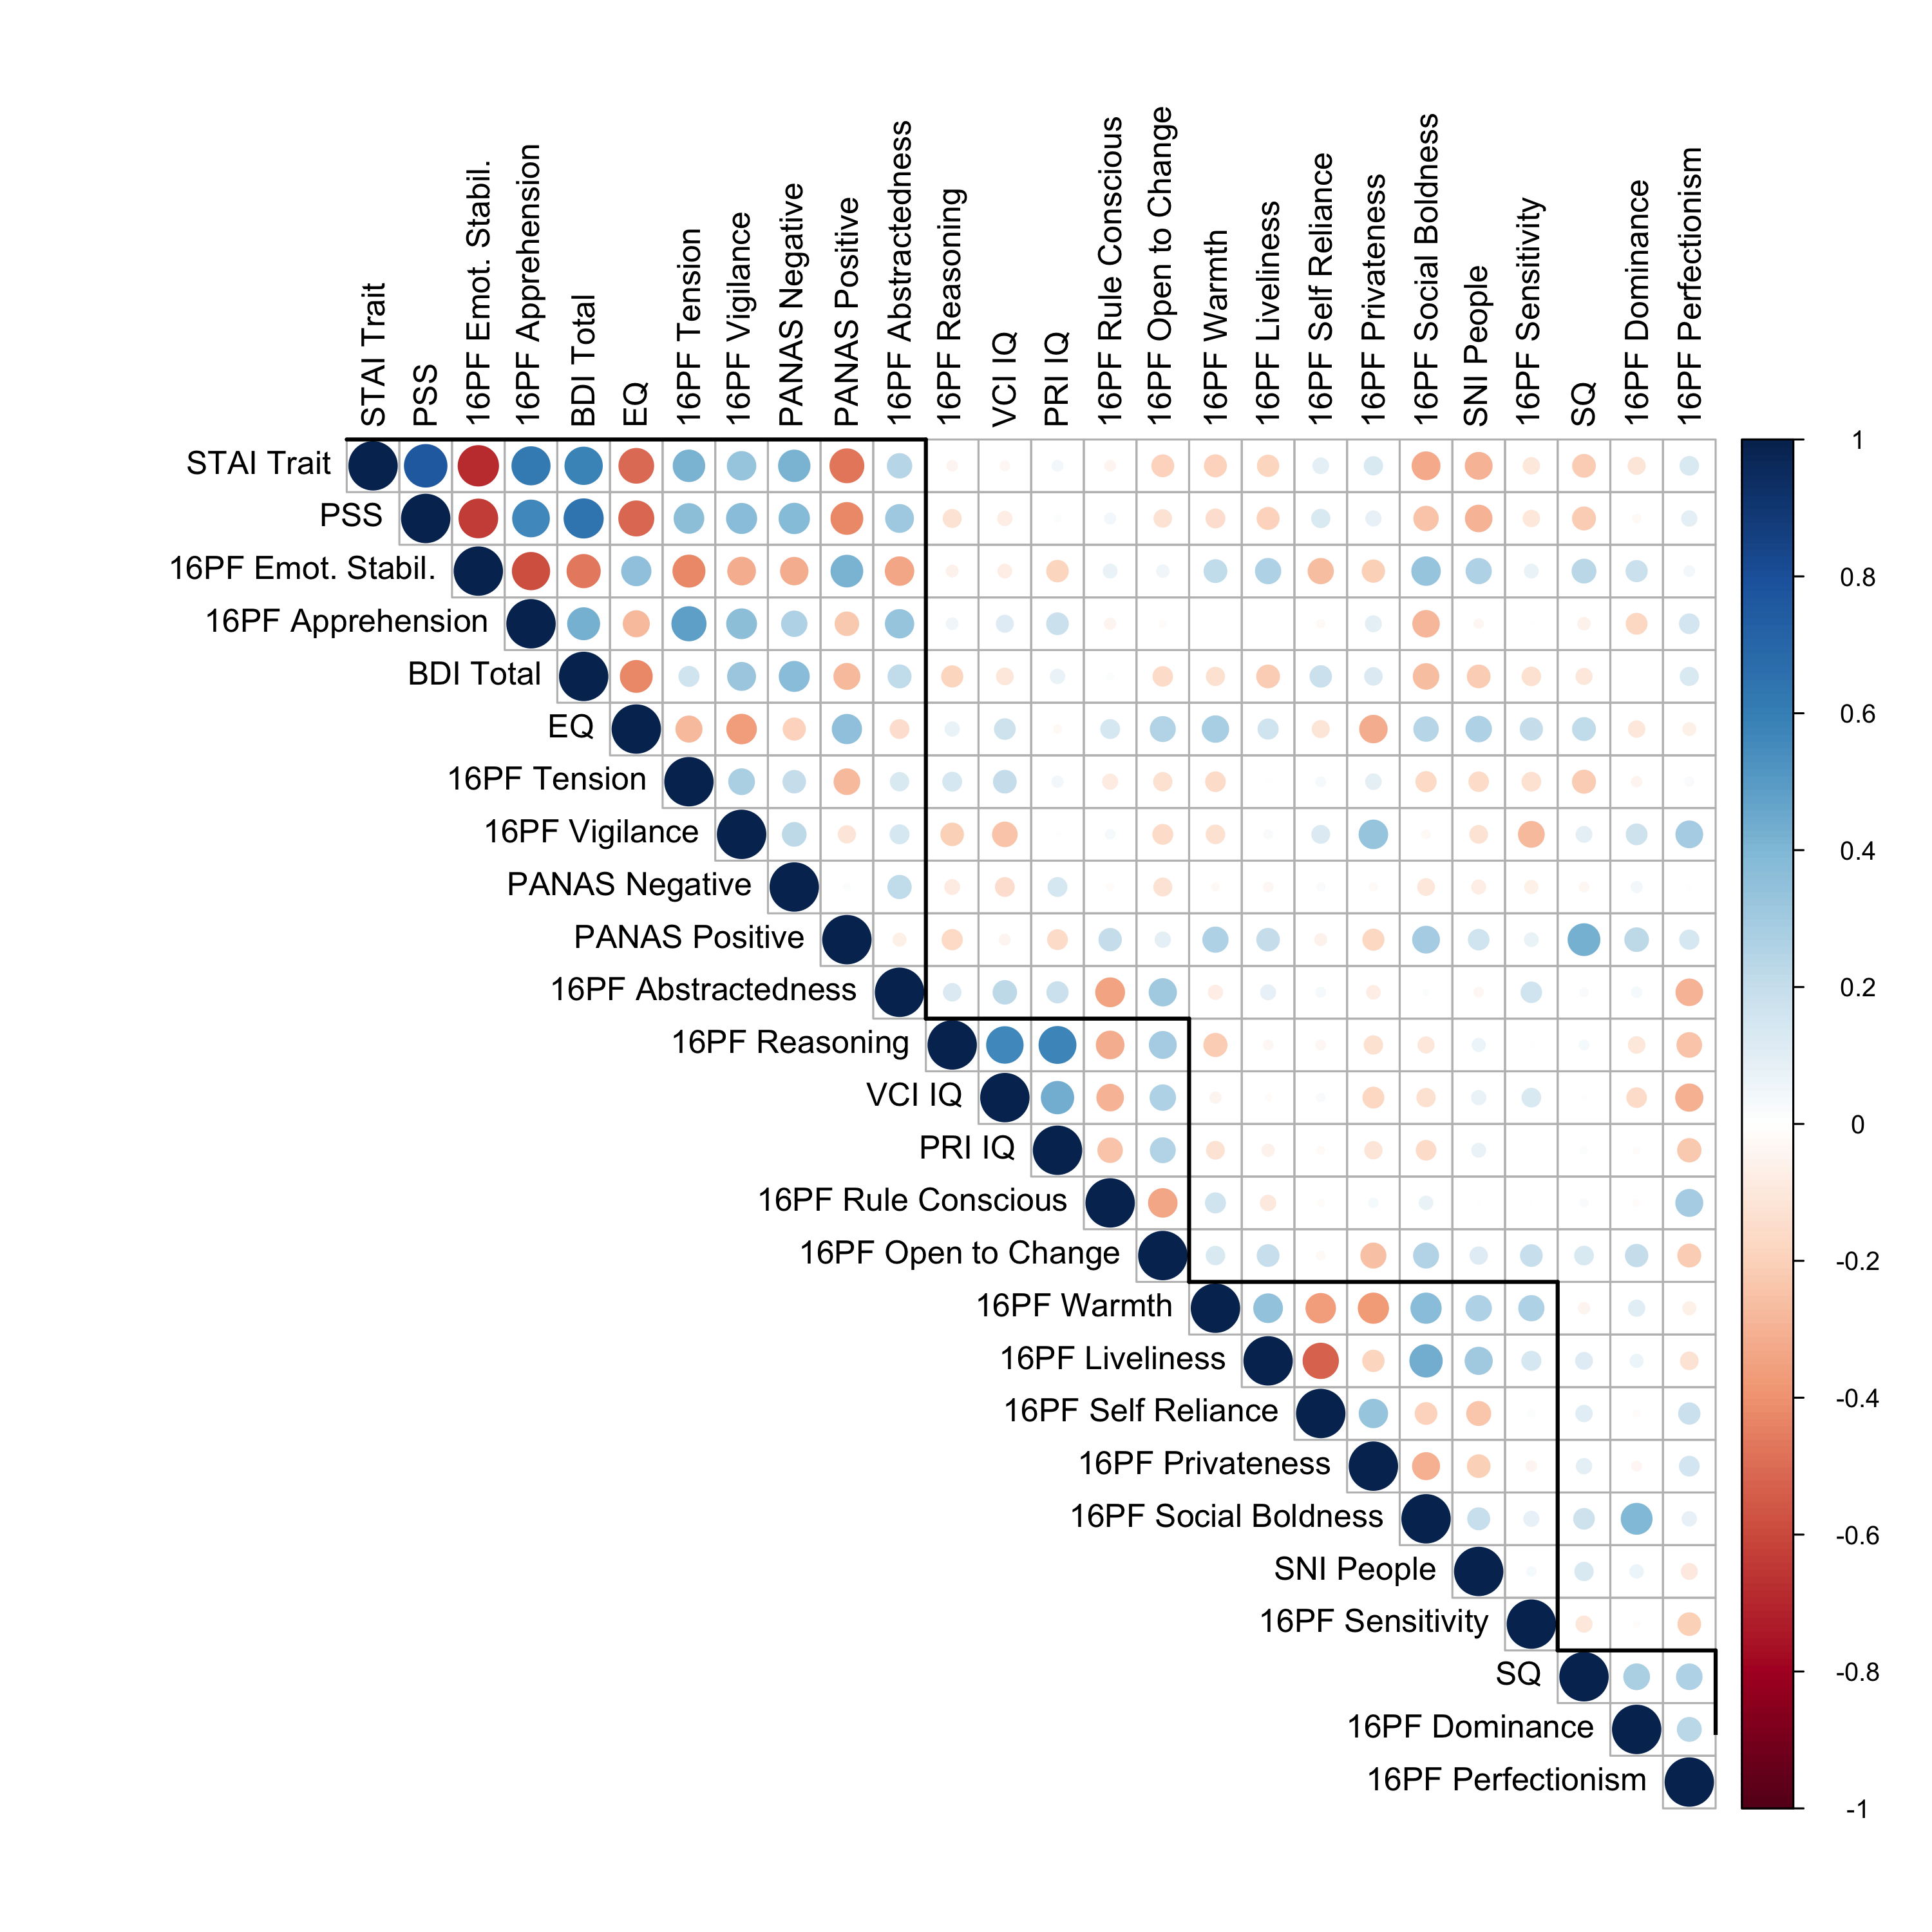 STAI Trait
PSS
16PF Emot. Stabil.
16PF Apprehension
BDI Total
EQ
16PF Tension
16PF Vigilance
PANAS Negative
PANAS Positive
16PF Abstractedness
16PF Reasoning
VCI IQ
PRI IQ
16PF Rule Conscious
16PF Open to Change
16PF Warmth
16PF Liveliness
16PF Self Reliance
16PF Privateness
16PF Social Boldness
SNI People
16PF Sensitivity
SQ
16PF Dominance
16PF Perfectionism
STAI Trait
PSS
16PF Emot. Stabil.
16PF Apprehension
BDI Total
EQ
16PF Tension
16PF Vigilance
PANAS Negative
PANAS Positive
16PF Abstractedness
16PF Reasoning
VCI IQ
PRI IQ
16PF Rule Conscious
16PF Open to Change
16PF Warmth
16PF Liveliness
16PF Self Reliance
16PF Privateness
16PF Social Boldness
SNI People
16PF Sensitivity
SQ
16PF Dominance
16PF Perfectionism
1
0.8
0.6
0.4
0.2
0
-0.2
-0.4
-0.6
-0.8
-1